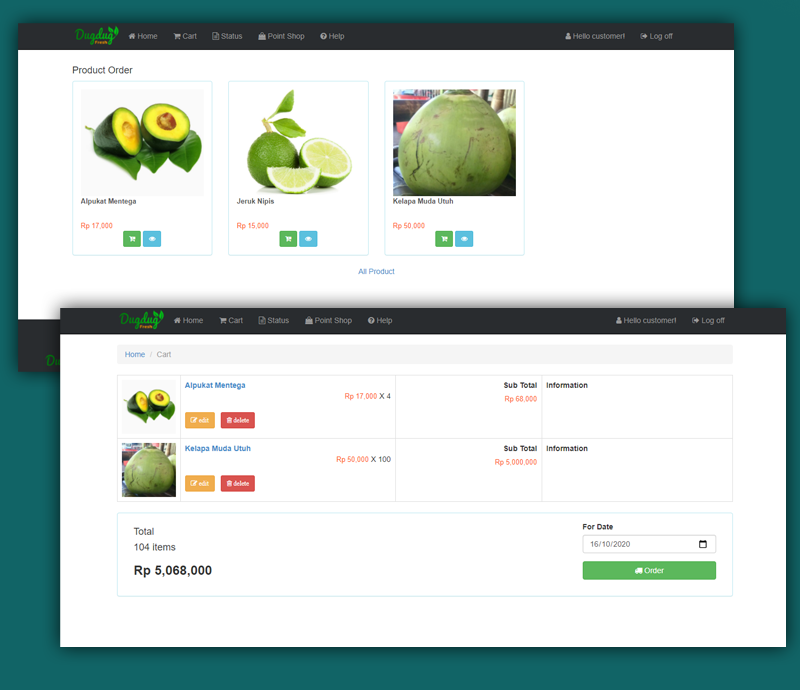 Dugdug Fresh Home Cart Status Point Shop Help Hello customer! Log off
Product Order
Alpukat Mentega Jeruk Nipis Kelapa Muda Utuh
Rp 17,000 Rp 15,000 Rp 50,000
All Product
Du
Dugdug Fresh Home Cart Status Point Shop Help Hello customer! Log off
Home / Cart
Alpukat Mentega Sub Total Information
Rp 17,000 X 4 Rp 68,000
edit delete
Kelapa Muda Utuh Sub Total Information
Rp 50,000 X 100 Rp 5,000,000
edit delete
Total
104 items
Rp 5,068,000
For Date
16/10/2020
Order